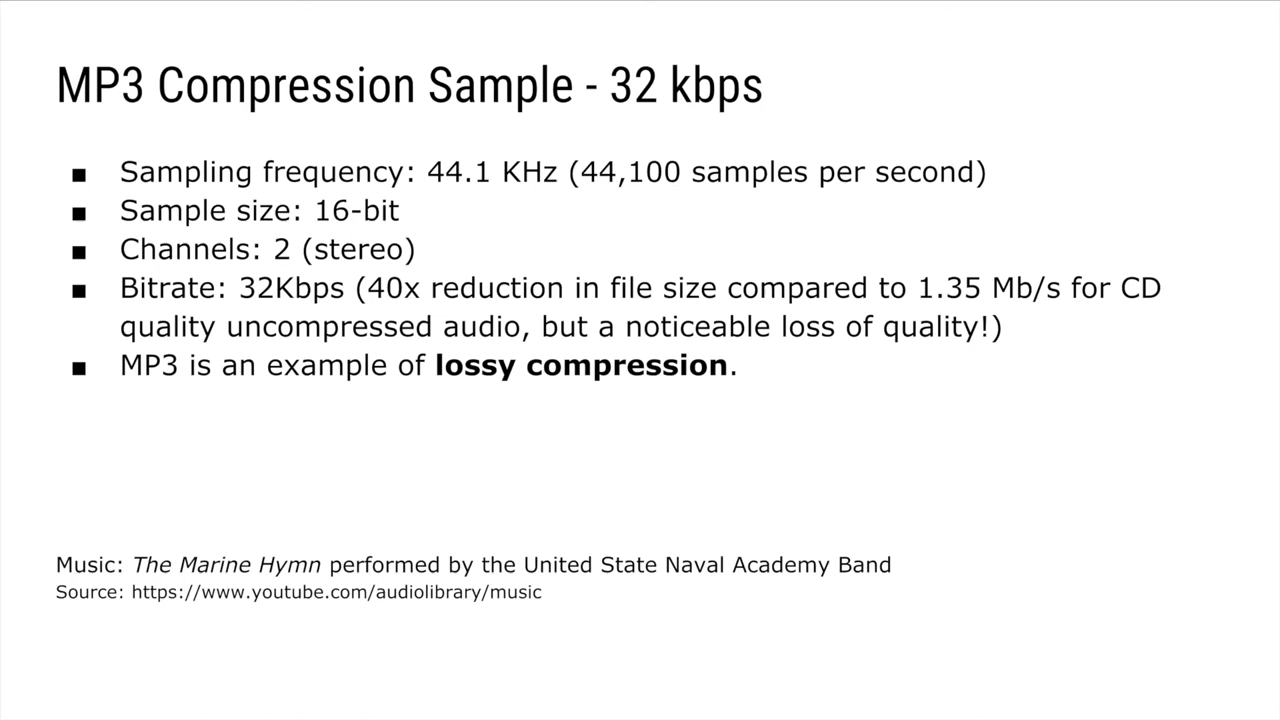 MP3 Compression Sample - 32 kbps
▪ Sampling frequency: 44.1 KHz (44,100 samples per second)
▪ Sample size: 16-bit
▪ Channels: 2 (stereo)
▪ Bitrate: 32Kbps (40x reduction in file size compared to 1.35 Mb/s for CD
quality uncompressed audio, but a noticeable loss of quality!)
▪ MP3 is an example of lossy compression.
Music: The Marine Hymn performed by the United State Naval Academy Band
Source: https://www.youtube.com/audiolibrary/music